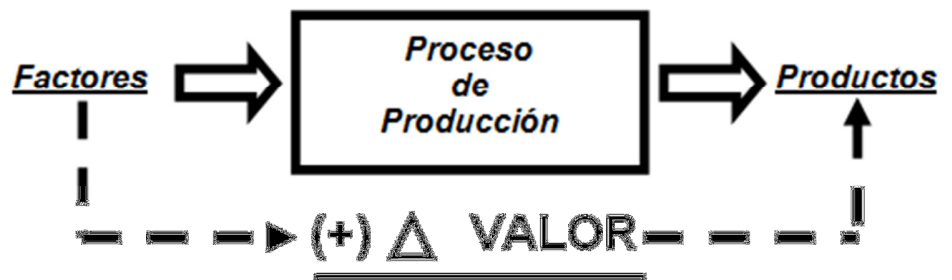 Factores
Proceso
de
Producción
Productos
(+) △ VALOR